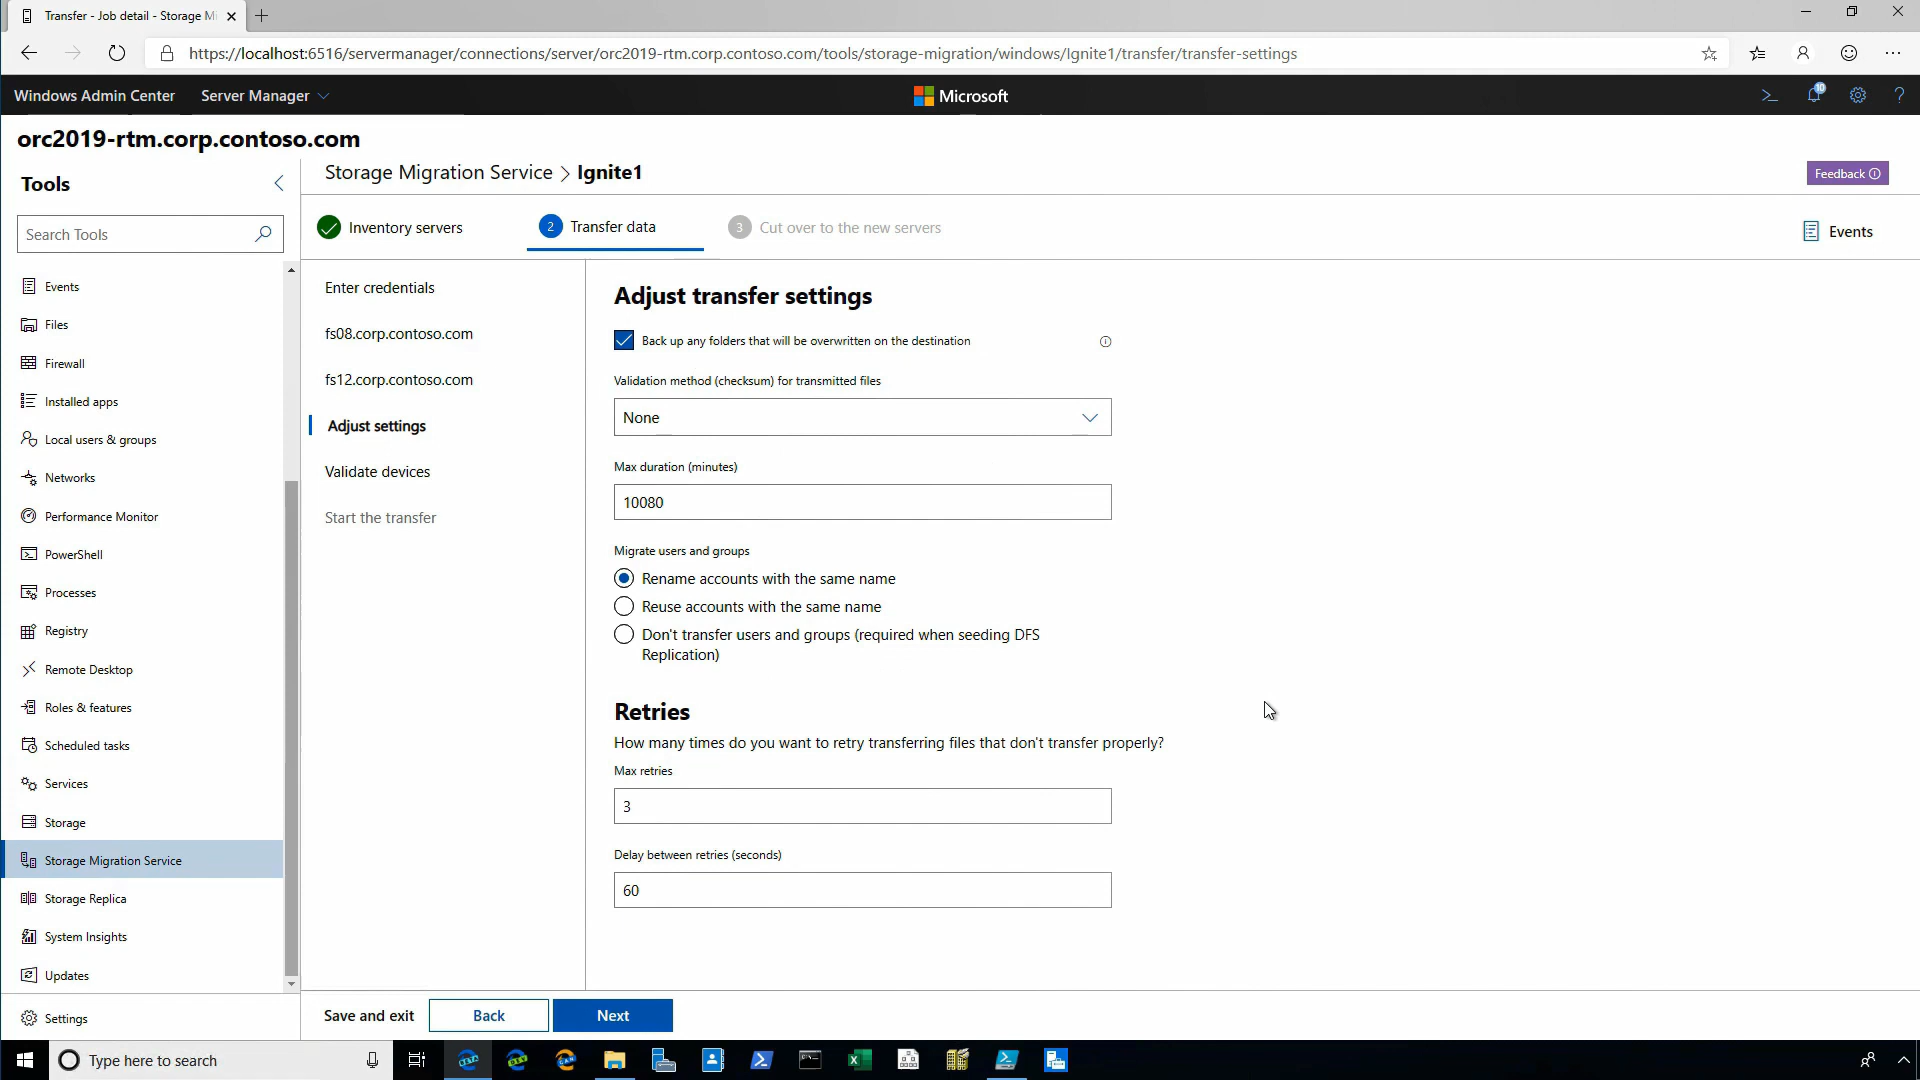 Transfer - Job detail - Storage Mi
https://localhost:6516/servermanager/connections/server/orc2019-rtm.corp.contoso.com/tools/storage-migration/windows/Ignite1/transfer/transfer-settings
Windows Admin Center
Server Manager
Microsoft
10
orc2019-rtm.corp.contoso.com
Tools
Search Tools
Events
Files
Firewall
Installed apps
Local users & groups
Networks
Performance Monitor
PowerShell
Processes
Registry
Remote Desktop
Roles & features
Scheduled tasks
Services
Storage
Storage Migration Service
Storage Replica
System Insights
Updates
Settings
Storage Migration Service > Ignite1
Feedback
Inventory servers
2 Transfer data
3 Cut over to the new servers
Events
Enter credentials
fs08.corp.contoso.com
fs12.corp.contoso.com
Adjust settings
Validate devices
Start the transfer
Adjust transfer settings
Back up any folders that will be overwritten on the destination
Validation method (checksum) for transmitted files
None
Max duration (minutes)
10080
Migrate users and groups
Rename accounts with the same name
Reuse accounts with the same name
Don't transfer users and groups (required when seeding DFS
Replication)
Retries
How many times do you want to retry transferring files that don't transfer properly?
Max retries
3
Delay between retries (seconds)
60
Save and exit
Back
Next
Type here to search